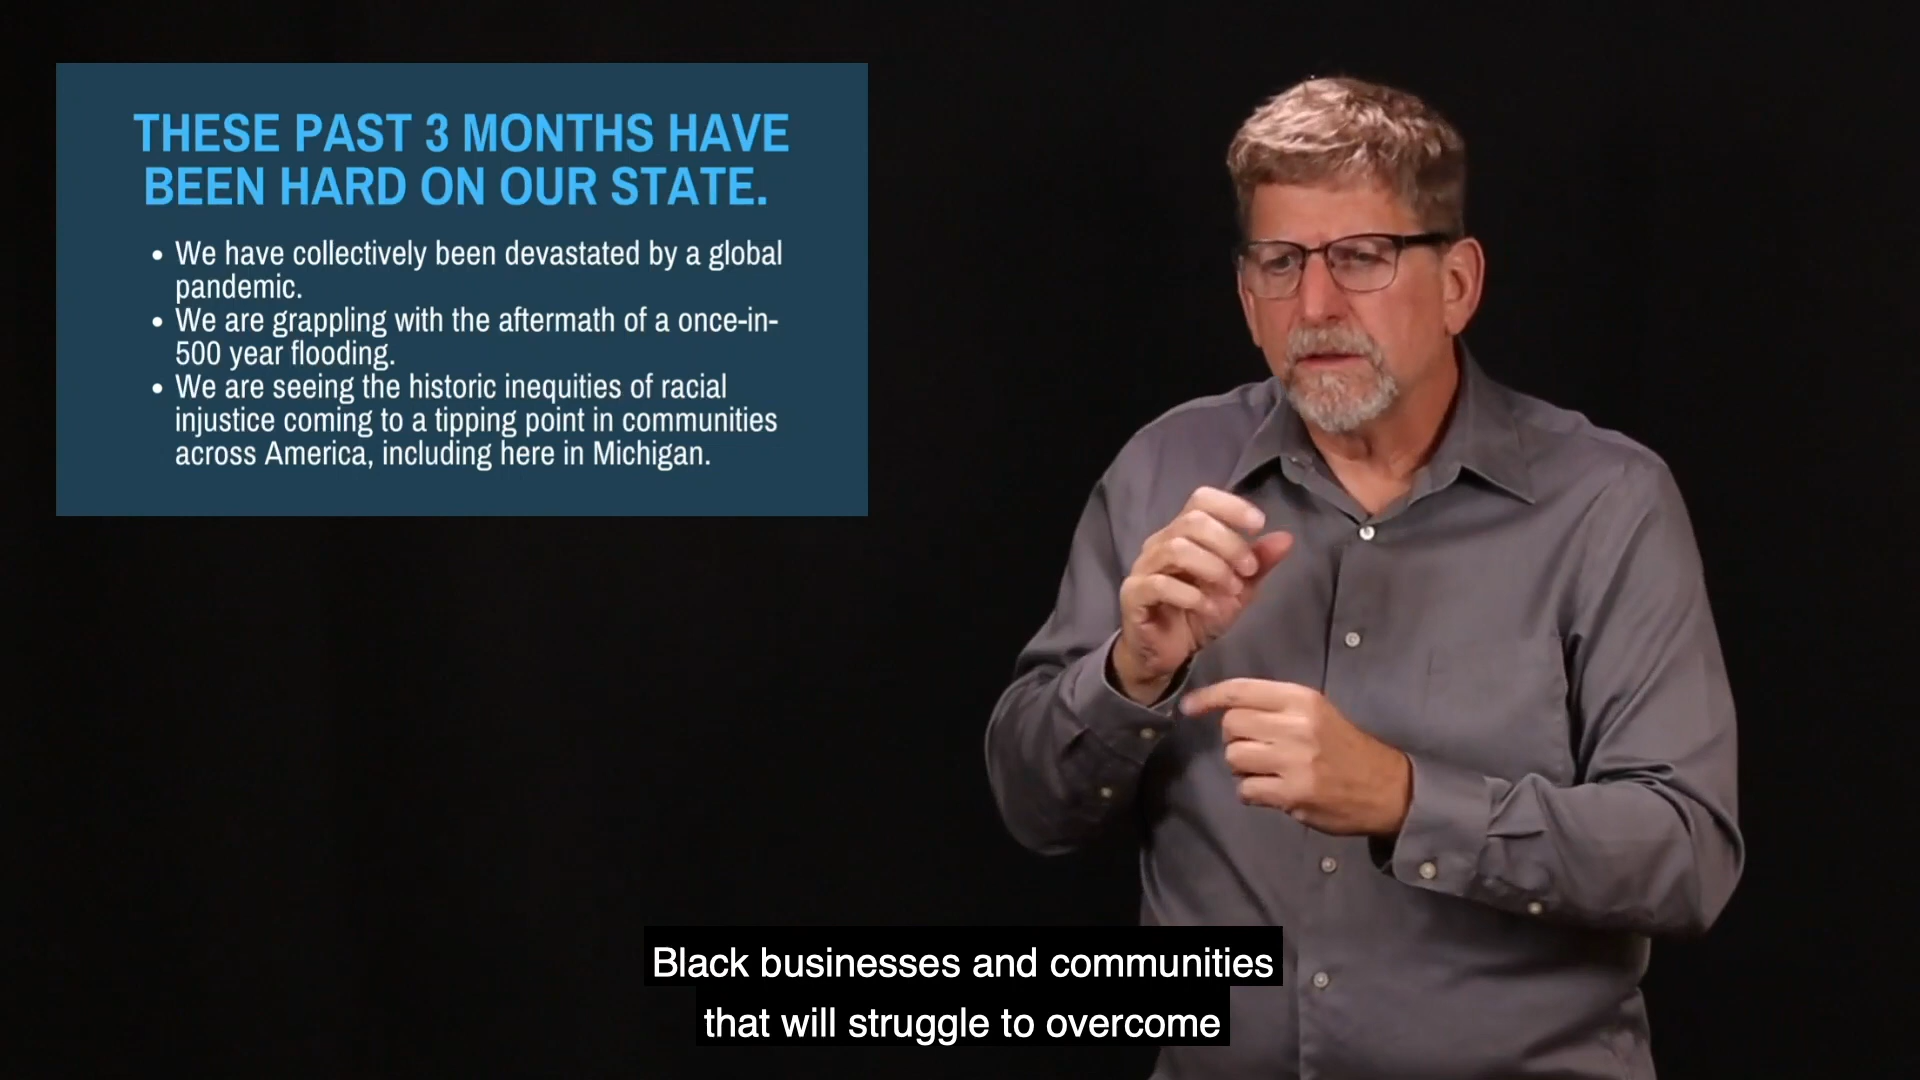 THESE PAST 3 MONTHS HAVE
BEEN HARD ON OUR STATE.
• We have collectively been devastated by a global
pandemic.
• We are grappling with the aftermath of a once-in-
500 year flooding.
• We are seeing the historic inequities of racial
injustice coming to a tipping point in communities
across America, including here in Michigan.
Black businesses and communities
that will struggle to overcome